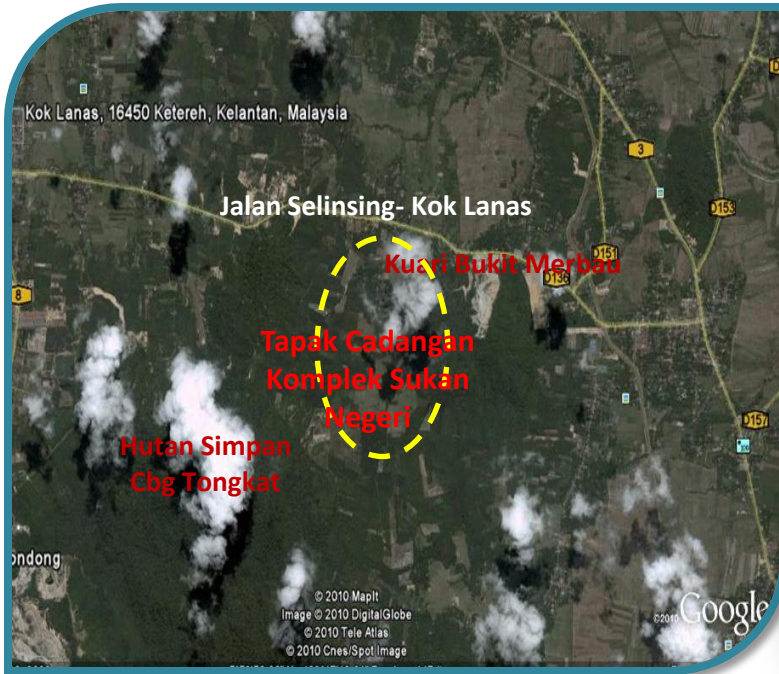 Kok Lanas, 16450 Ketereh, Kelantan, Malaysia
3
D153
Jalan Selinsing- Kok Lanas
D151
Kuari Bukit Merbau
D136
8
Tapak Cadangan
Komplek Sukan
Negeri
D157
Hutan Simpan
Cbg Tongkat
© 2010 MapIt
Image © 2010 DigitalGlobe
© 2010 Tele Atlas
© 2010 Cnes/Spot Image
©2010 Google